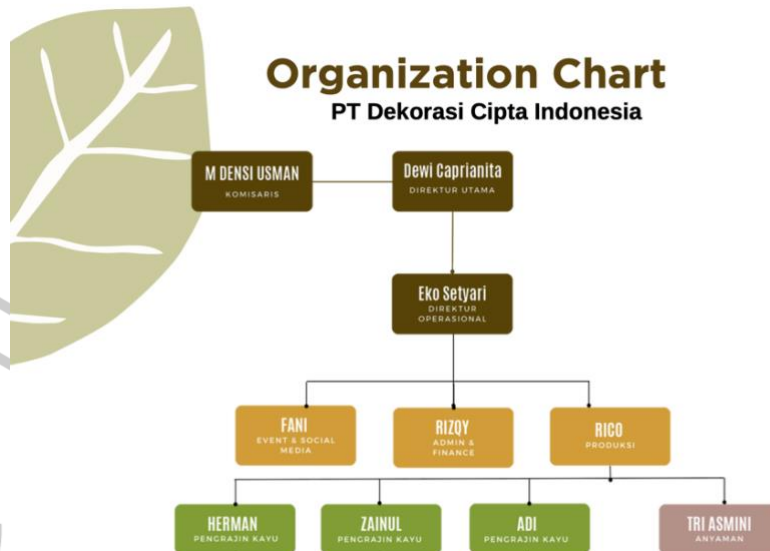 Organization Chart
PT Dekorasi Cipta Indonesia
M DENSI USMAN
KOMISARIS
Dewi Caprianita
DIREKTUR UTAMA
Eko Setyari
DIREKTUR
OPERASIONAL
FANI
EVENT & SOCIAL
MEDIA
RIZQY
ADMIN &
FINANCE
RICO
PRODUKSI
HERMAN
PENGRAJIN KAYU
ZAINUL
PENGRAJIN KAYU
ADI
PENGRAJIN KAYU
TRI ASMINI
ANYAMAN